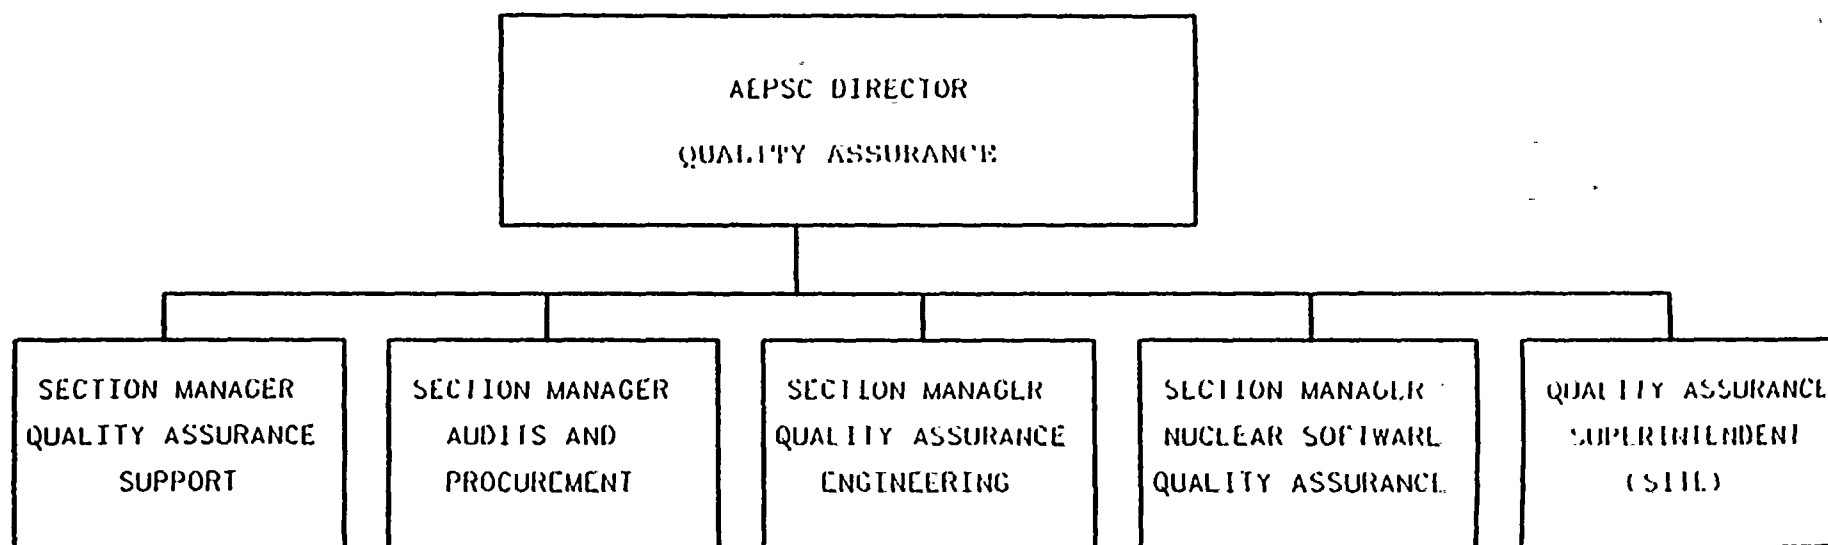 AEPSC DIRECTOR
QUALITY ASSURANCE
SECTION MANAGER
QUALITY ASSURANCE
SUPPORT
SECTION MANAGER
AUDITS AND
PROCUREMENT
SECTION MANAGER
QUALITY ASSURANCE
ENGINEERING
SECTION MANAGER
NUCLEAR SOFTWARE
QUALITY ASSURANCE
QUALITY ASSURANCE
SUPERINTENDENT
(SITE)